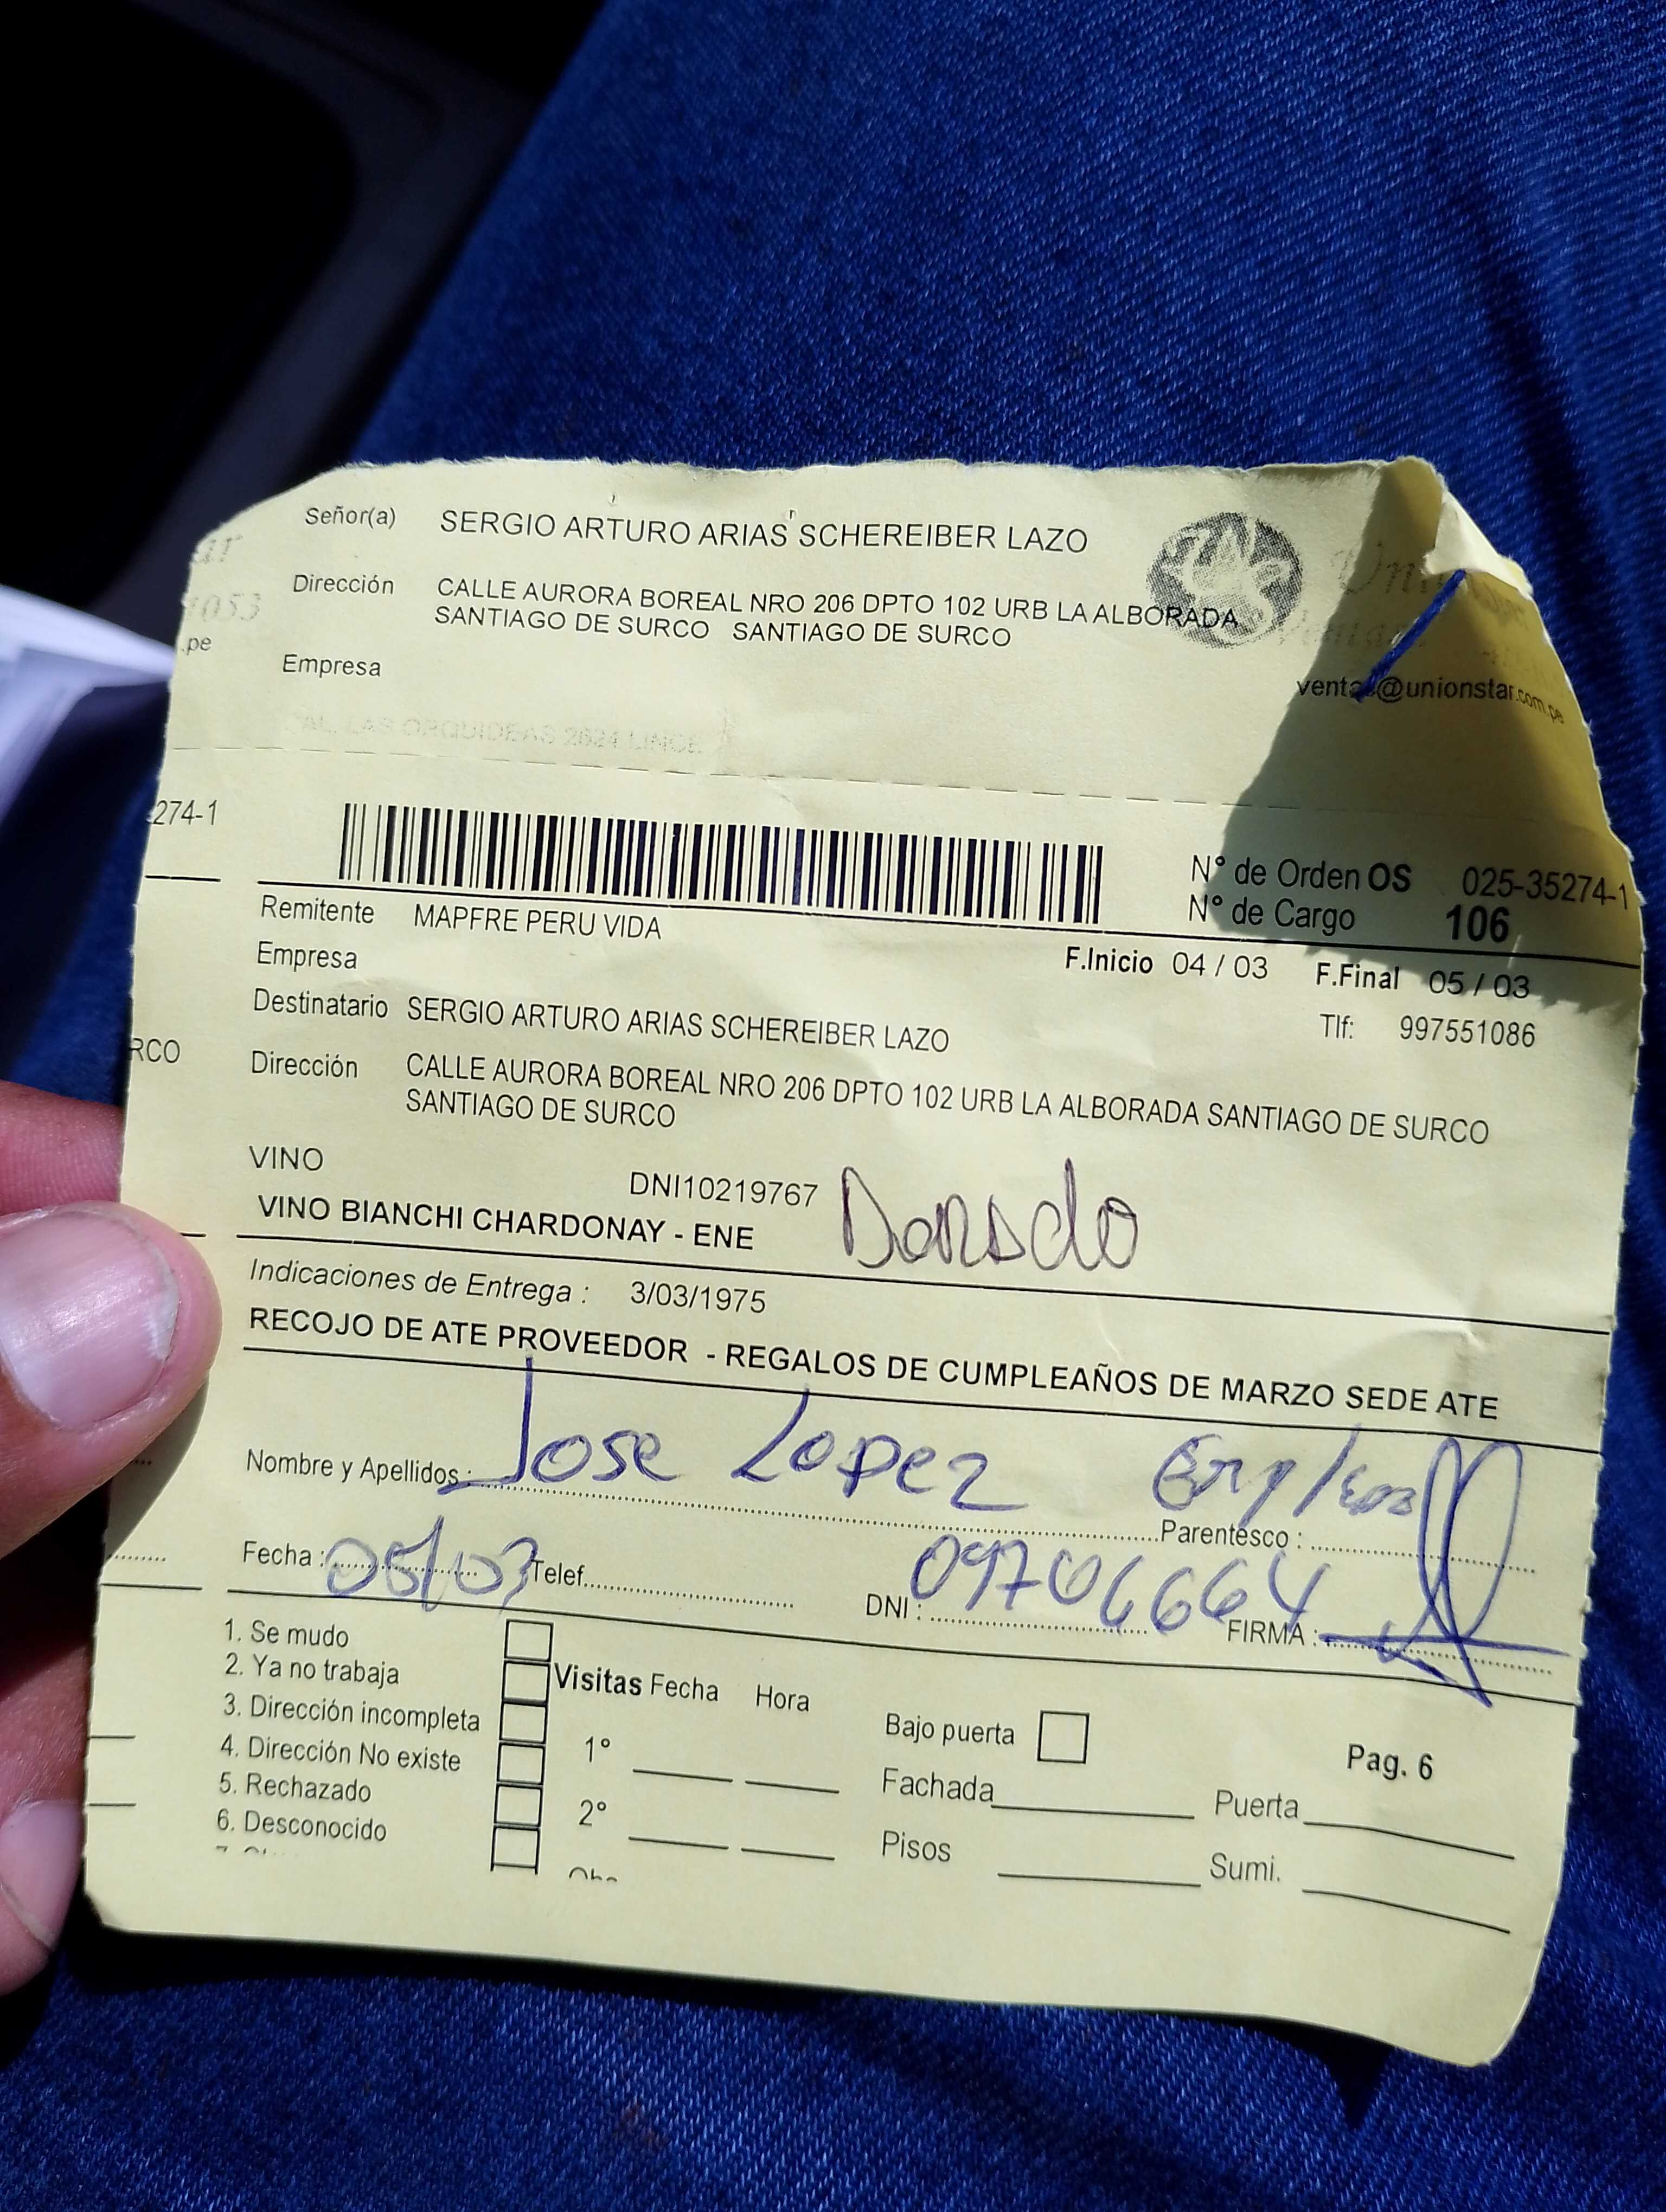 Señor(a) SERGIO ARTURO ARIAS SCHEREIBER LAZO
Dirección CALLE AURORA BOREAL NRO 206 DPTO 102 URB LA ALBORADA
SANTIAGO DE SURCO SANTIAGO DE SURCO
1053
.pe
ventas@unionstar.com.pe
Empresa
CAL LAS ORQUIDEAS 2624 LINCE
274-1
N° de Orden OS 025-35274-1
N° de Cargo 106
Remitente MAPFRE PERU VIDA
Empresa
F.Inicio 04 / 03 F.Final 05 / 03
Destinatario SERGIO ARTURO ARIAS SCHEREIBER LAZO
Tlf: 997551086
RCO
Dirección CALLE AURORA BOREAL NRO 206 DPTO 102 URB LA ALBORADA SANTIAGO DE SURCO
SANTIAGO DE SURCO
VINO
DNI10219767
VINO BIANCHI CHARDONAY - ENE
Indicaciones de Entrega : 3/03/1975
RECOJO DE ATE PROVEEDOR - REGALOS DE CUMPLEAÑOS DE MARZO SEDE ATE
Nombre y Apellidos : Jose Lopez Parentesco :
Fecha : 05/03 Telef. DNI : 09706664 FIRMA :
1. Se mudo
2. Ya no trabaja
3. Dirección incompleta
4. Dirección No existe
5. Rechazado
6. Desconocido
Visitas Fecha Hora
1°
2°
Bajo puerta
Fachada
Pisos
Pag. 6
Puerta
Sumi.